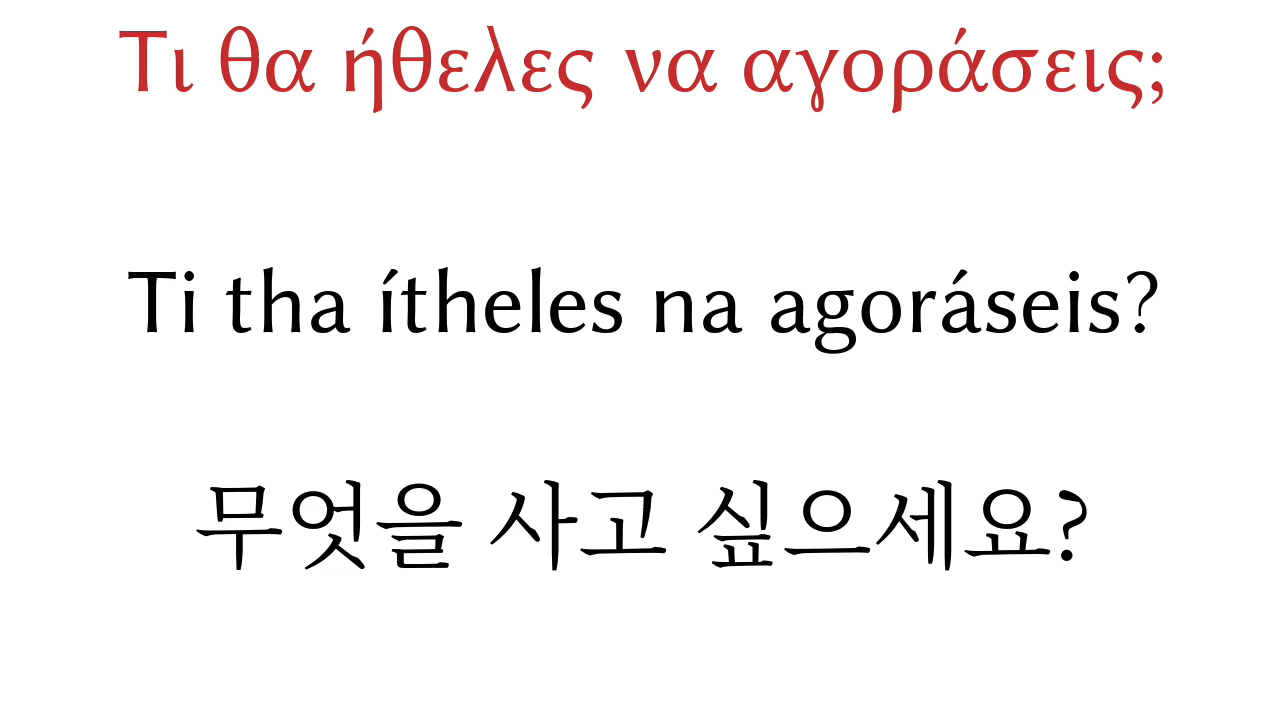 Τι θα ήθελες να αγοράσεις;
Ti tha ítheles na agoráseis?
무엇을 사고 싶으세요?